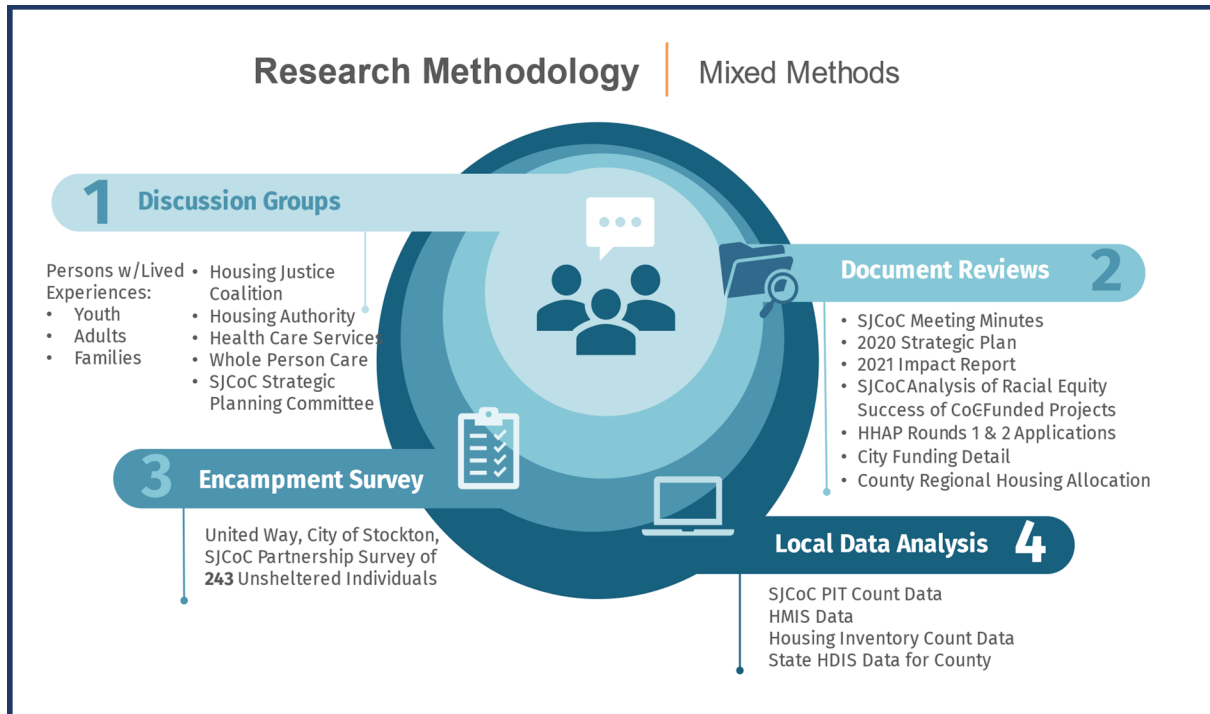 Research Methodology
Mixed Methods
1 Discussion Groups
Persons w/Lived
Experiences:
• Youth
• Adults
• Families
• Housing Justice
Coalition
• Housing Authority
• Health Care Services
• Whole Person Care
• SJCoC Strategic
Planning Committee
Document Reviews 2
• SJCoC Meeting Minutes
• 2020 Strategic Plan
• 2021 Impact Report
• SJCoC Analysis of Racial Equity
Success of CoGFunded Projects
• HHAP Rounds 1 & 2 Applications
• City Funding Detail
• County Regional Housing Allocation
3 Encampment Survey
United Way, City of Stockton,
SJCoC Partnership Survey of
243 Unsheltered Individuals
Local Data Analysis 4
SJCoC PIT Count Data
HMIS Data
Housing Inventory Count Data
State HDIS Data for County